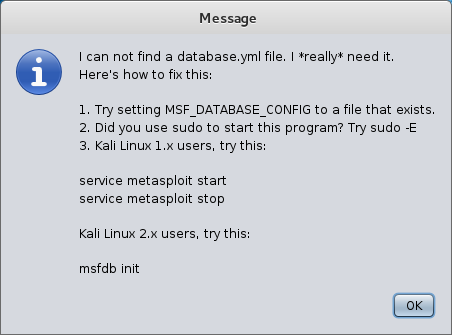 Message
I can not find a database.yml file. I *really* need it.
Here's how to fix this:
1. Try setting MSF_DATABASE_CONFIG to a file that exists.
2. Did you use sudo to start this program? Try sudo -E
3. Kali Linux 1.x users, try this:
service metasploit start
service metasploit stop
Kali Linux 2.x users, try this:
msfdb init
OK